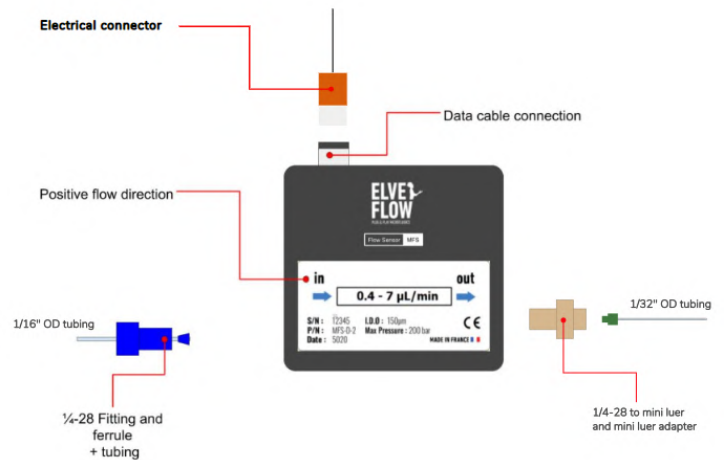 Electrical connector
Data cable connection
Positive flow direction
ELVE
FLOW
Flow Sensor MFS
in out
0.4 - 7 µL/min
S/N : 12345 I.D.O : 150µm
P/N : MFS-D-2 Max Pressure : 200 bar
Date : 5020 MADE IN FRANCE
CE
1/16" OD tubing
1/32" OD tubing
¼-28 Fitting and
ferrule
+ tubing
1/4-28 to mini luer
and mini luer adapter